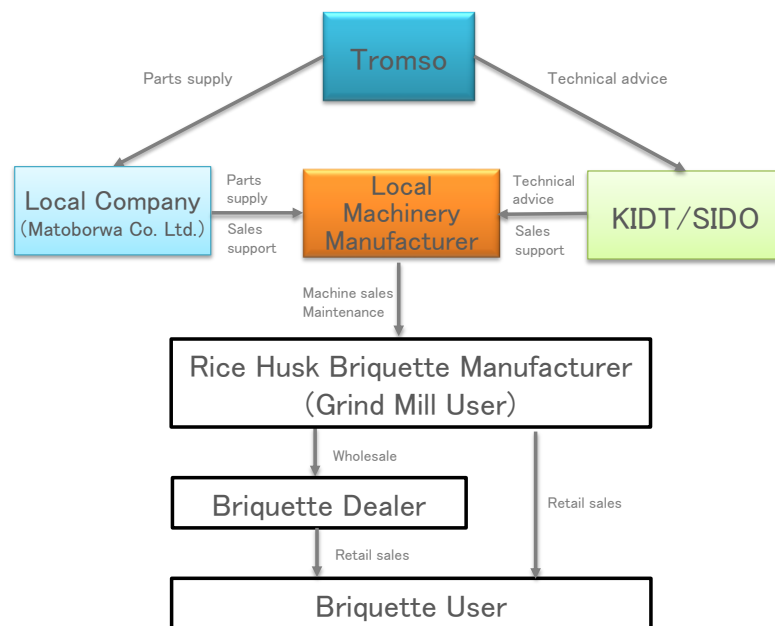 Tromso
Parts supply
Technical advice
Local Company
(Matoborwa Co. Ltd.)
Parts
supply
Sales
support
Local
Machinery
Manufacturer
Technical
advice
Sales
support
KIDT/SIDO
Machine sales
Maintenance
Rice Husk Briquette Manufacturer
(Grind Mill User)
Wholesale
Briquette Dealer
Retail sales
Retail sales
Briquette User